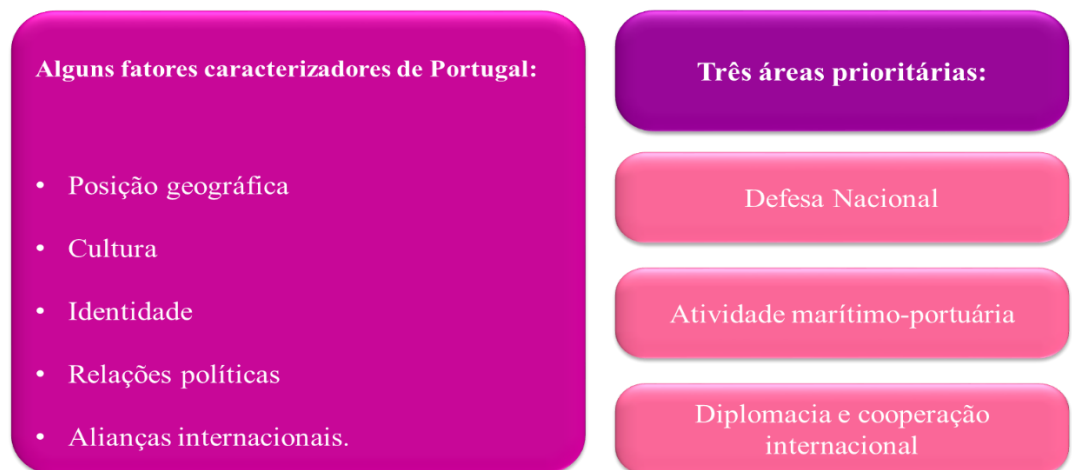 Alguns fatores caracterizadores de Portugal:
• Posição geográfica
• Cultura
• Identidade
• Relações políticas
• Alianças internacionais.
Três áreas prioritárias:
Defesa Nacional
Atividade marítimo-portuária
Diplomacia e cooperação
internacional